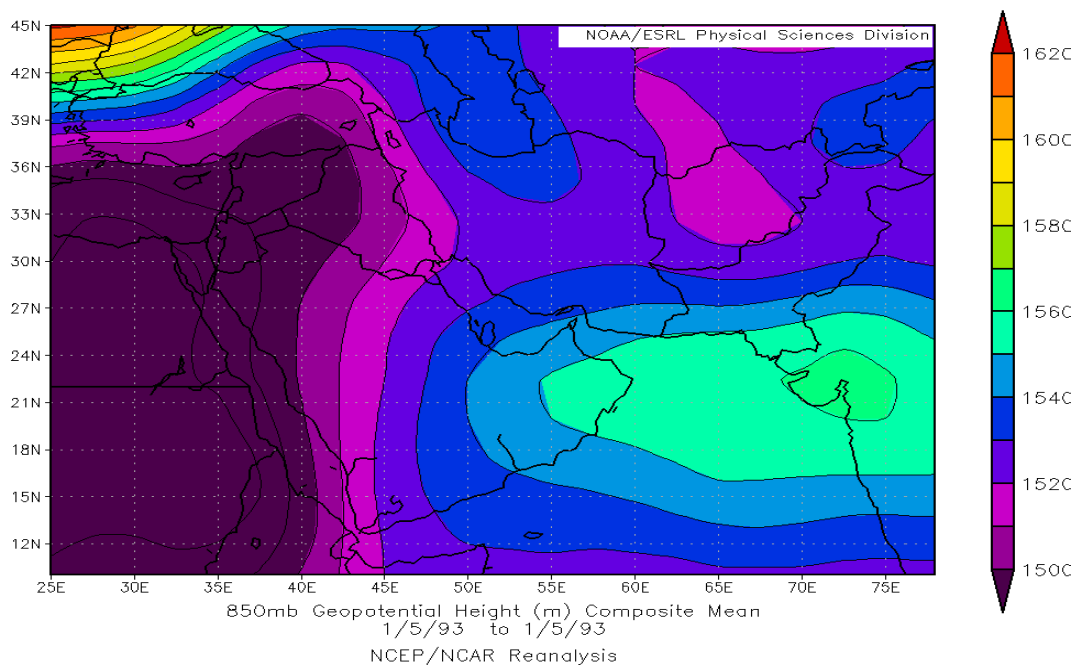 45N
NOAA/ESRL Physical Sciences Division
42N
39N
36N
33N
30N
27N
24N
21N
18N
15N
12N
25E 30E 35E 40E 45E 50E 55E 60E 65E 70E 75E
850mb Geopotential Height (m) Composite Mean
1/5/93 to 1/5/93
NCEP/NCAR Reanalysis
1620
1600
1580
1560
1540
1520
1500